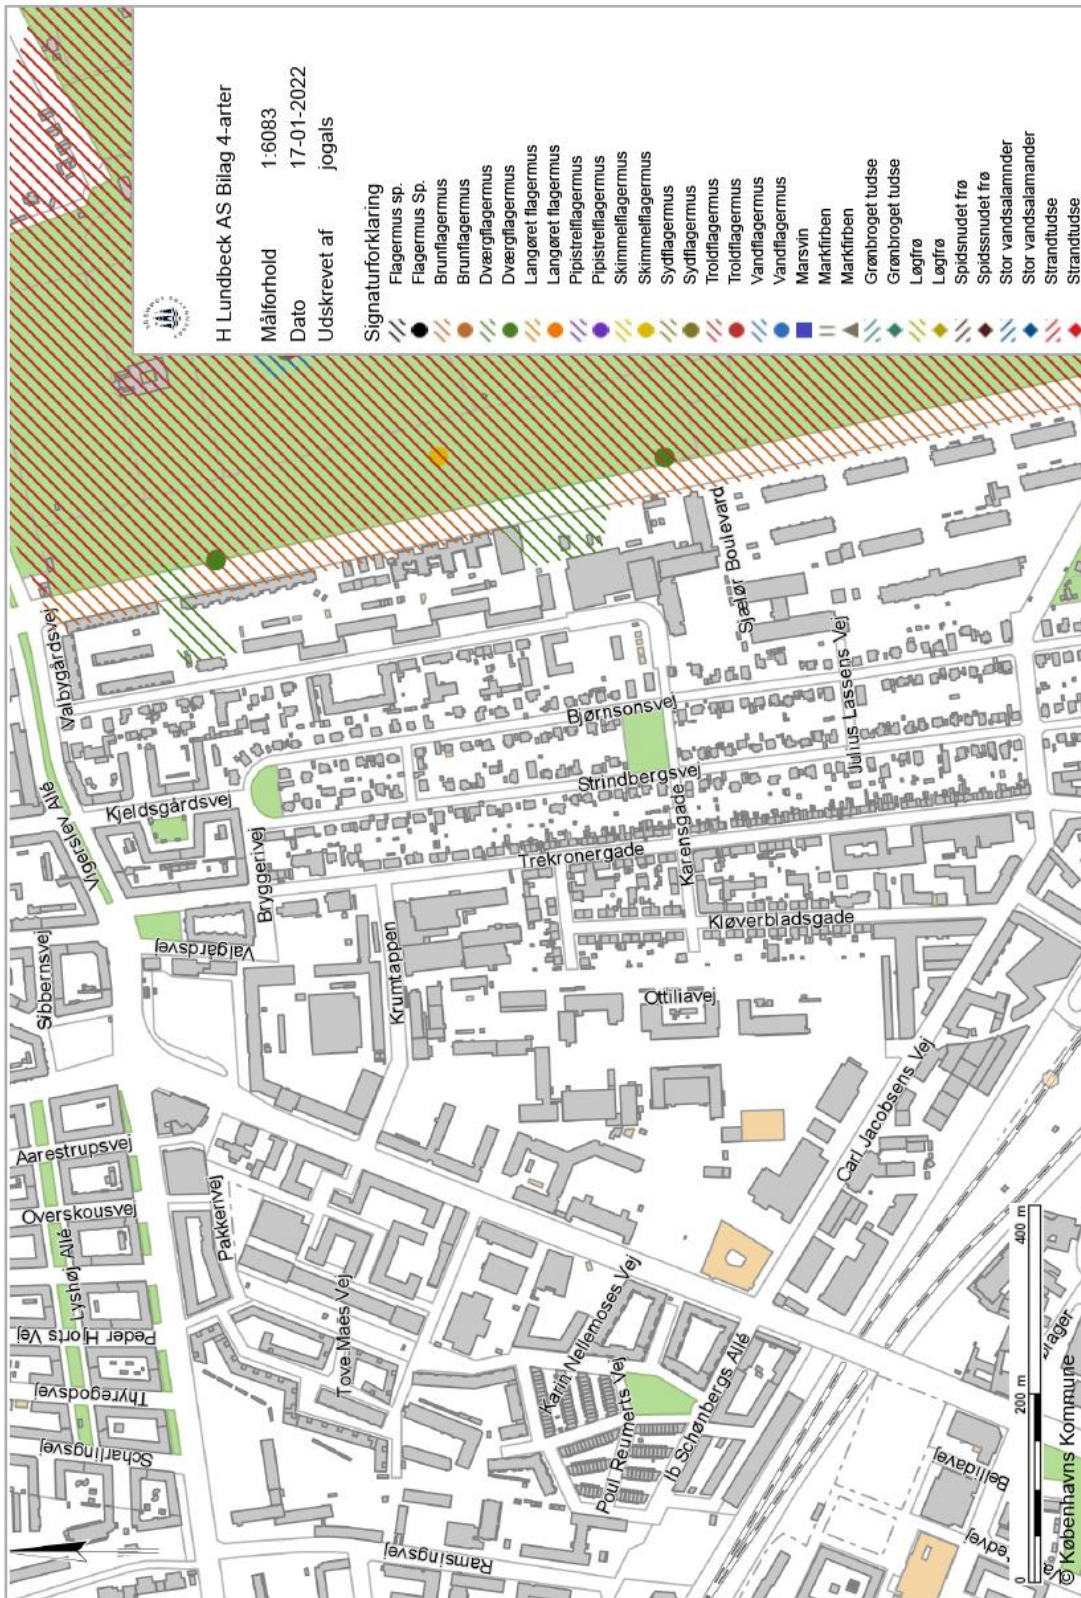 H Lundbeck AS Bilag 4-arter
Målforhold 1:6083
Dato 17-01-2022
Udskrevet af jogals
Signaturforklaring
Flagermus sp.
Flagermus Sp.
Brunflagermus
Brunflagermus
Dværgflagermus
Dværgflagermus
Langøret flagermus
Langøret flagermus
Pipistrelflagermus
Pipistrelflagermus
Skimmelflagermus
Skimmelflagermus
Sydflagermus
Sydflagermus
Troldflagermus
Troldflagermus
Vandflagermus
Vandflagermus
Marsvin
Markfirben
Markfirben
Grønbroget tudse
Grønbroget tudse
Løgfrø
Løgfrø
Spidsnudet frø
Spidssnudet frø
Stor vandsalamnder
Stor vandsalamander
Strandtudse
Strandtudse
Scharlingsvej
Thyregodsvej
Peder Hjorts Vej
Lyshøj Allé
Overskousvej
Aarestrupsvej
Sibbernsvej
Vigerslev Allé
Valbygårdsvej
Kjeldsgårdsvej
Valgårdsvej
Bryggerivej
Pakkerivej
Tove Maës Vej
Ramsingsvej
Krumtappen
Trekronergade
Bjørnsonsvej
Strindbergsvej
Karensgade
Kløverbladsgade
Ottiliavej
Sjælør Boulevard
Julius Lassens Vej
Carl Jacobsens Vej
Karin Nellemoses Vej
Poul Reumerts Vej
Ib Schønbergs Allé
Bellidavej
0 200 400 m
© Københavns Kommune